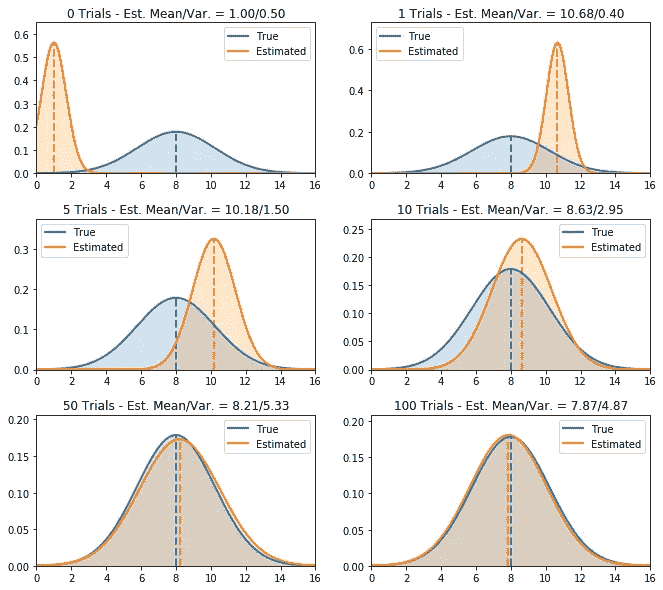 0 Trials - Est. Mean/Var. = 1.00/0.50
0.6
0.5
0.4
0.3
0.2
0.1
0.0
True
Estimated
0 2 4 6 8 10 12 14 16
1 Trials - Est. Mean/Var. = 10.68/0.40
0.6
0.4
0.2
0.0
True
Estimated
0 2 4 6 8 10 12 14 16
5 Trials - Est. Mean/Var. = 10.18/1.50
0.3
0.2
0.1
0.0
True
Estimated
0 2 4 6 8 10 12 14 16
10 Trials - Est. Mean/Var. = 8.63/2.95
0.25
0.20
0.15
0.10
0.05
0.00
True
Estimated
0 2 4 6 8 10 12 14 16
50 Trials - Est. Mean/Var. = 8.21/5.33
0.20
0.15
0.10
0.05
0.00
True
Estimated
0 2 4 6 8 10 12 14 16
100 Trials - Est. Mean/Var. = 7.87/4.87
0.20
0.15
0.10
0.05
0.00
True
Estimated
0 2 4 6 8 10 12 14 16